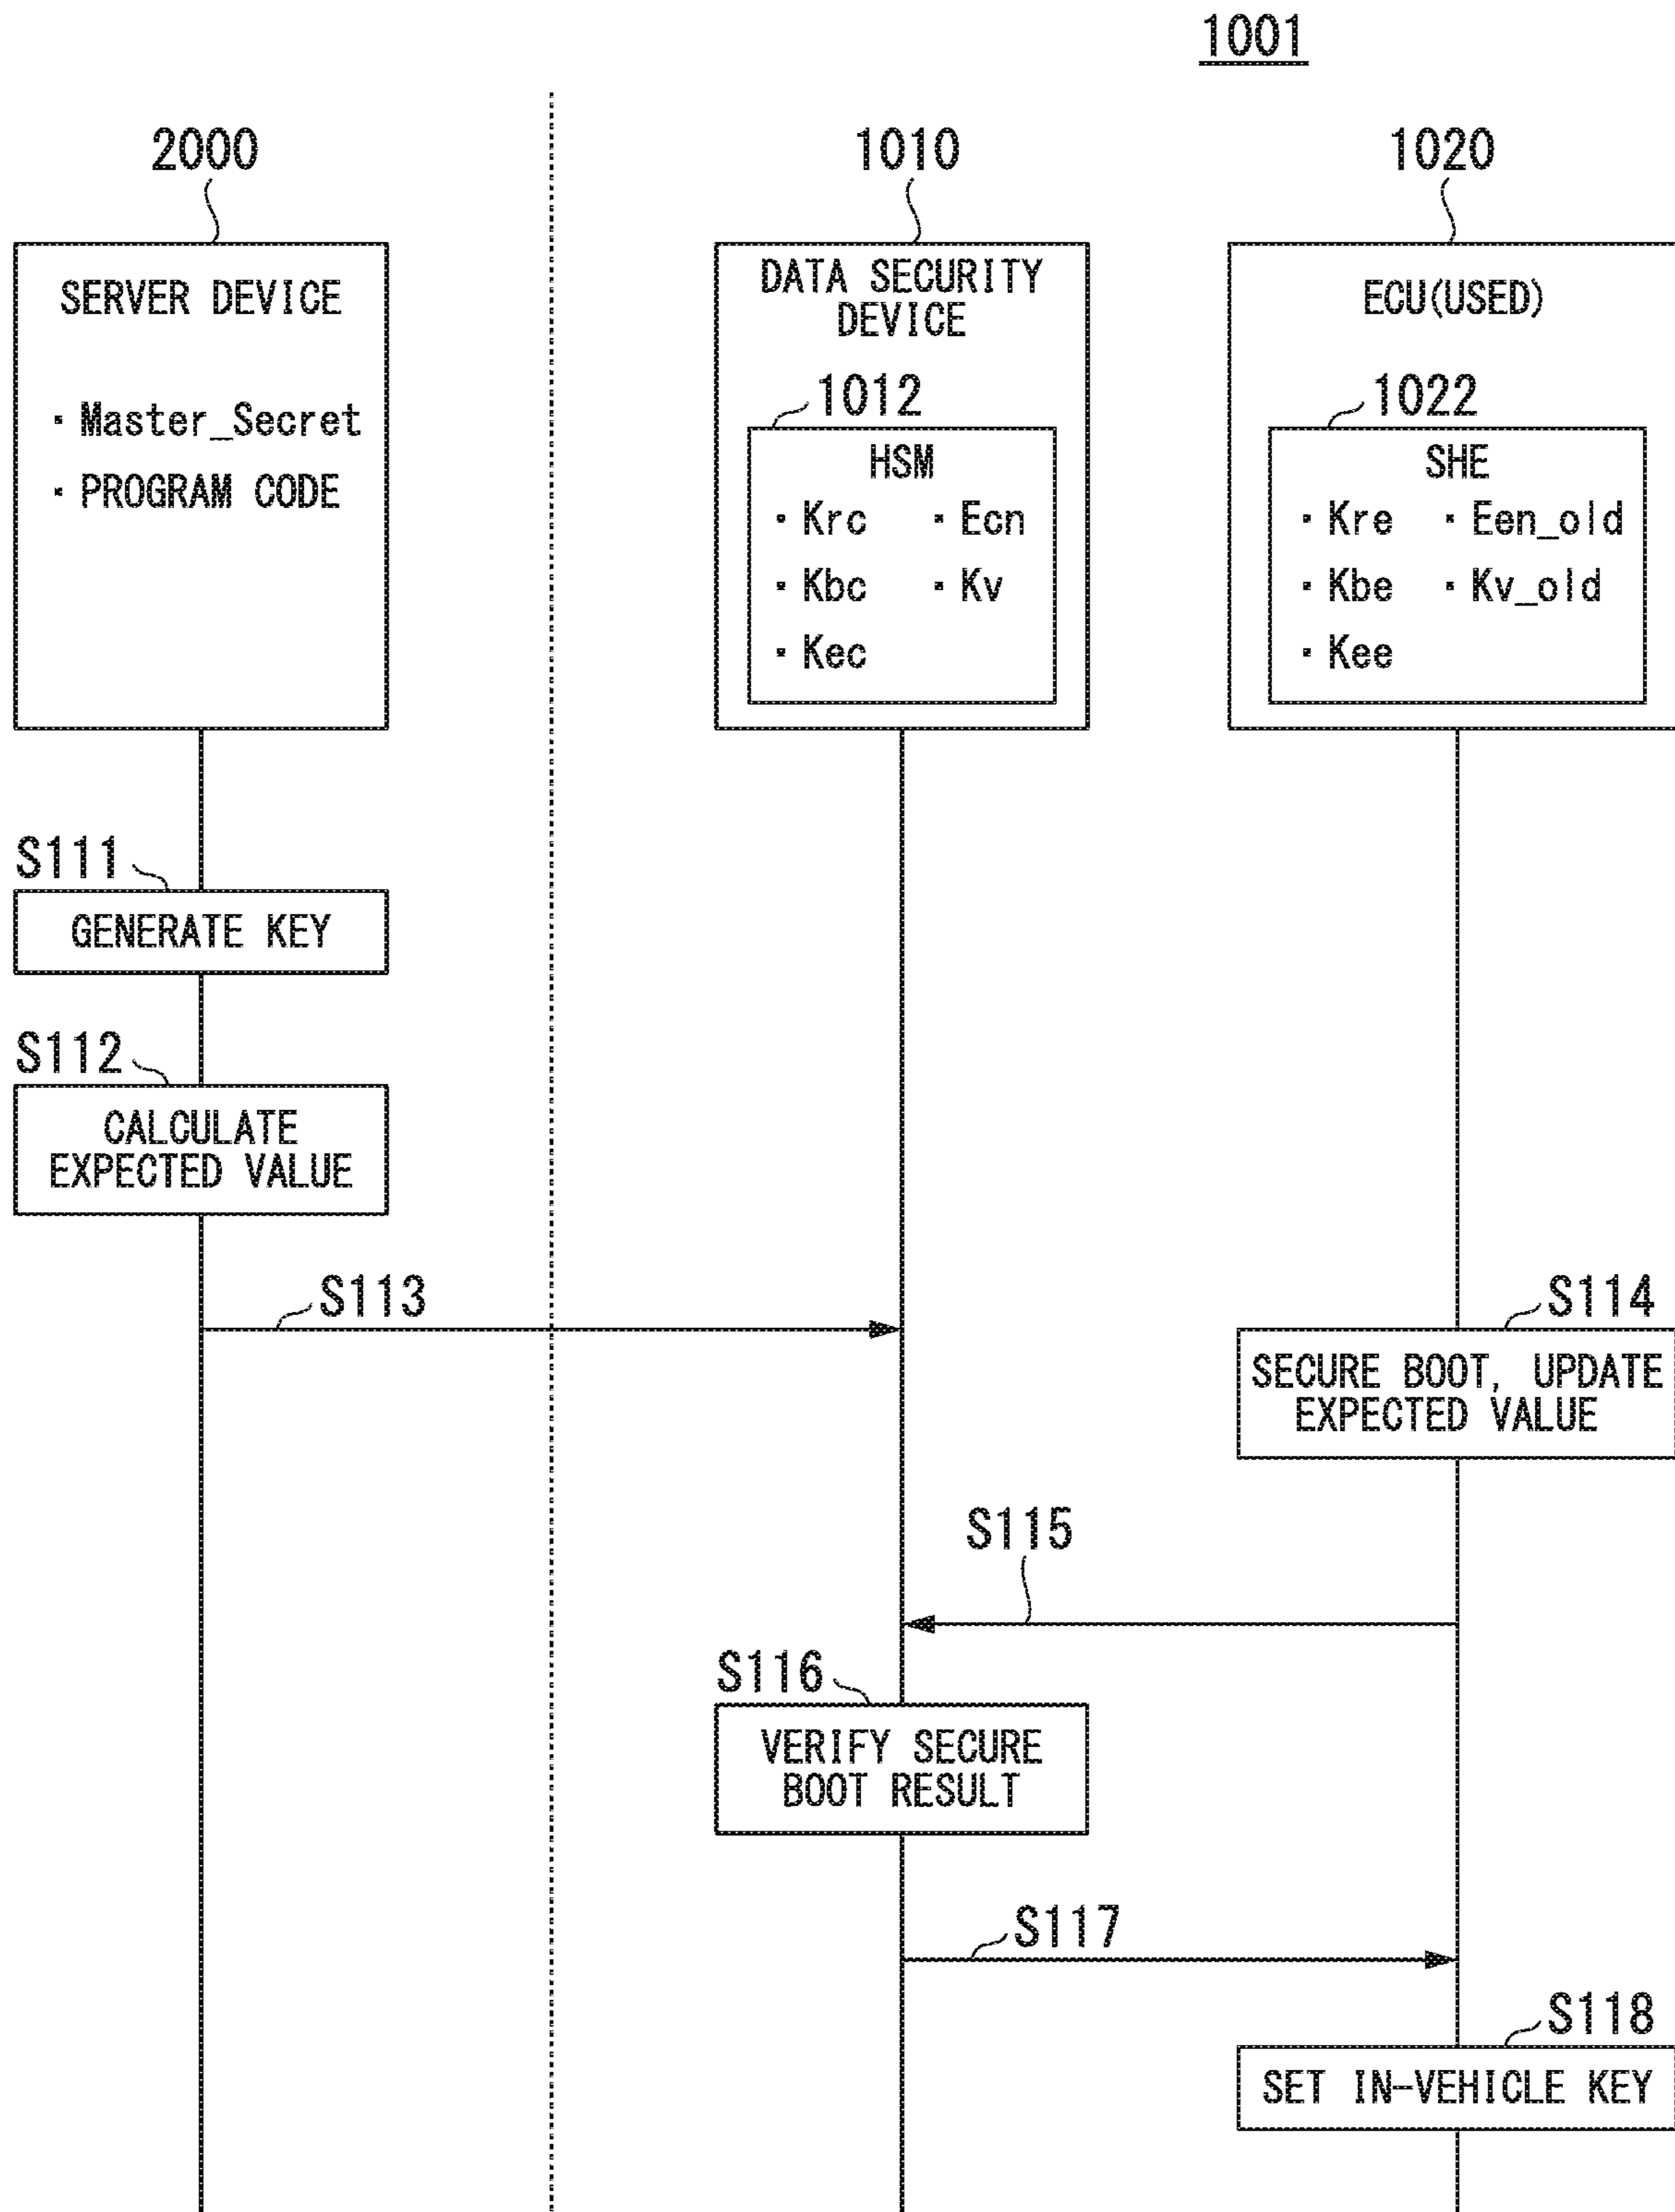 1001
2000
1010
1020
SERVER DEVICE
· Master_Secret
· PROGRAM CODE
DATA SECURITY
DEVICE
1012
HSM
· Krc · Ecn
· Kbc · Kv
· Kec
ECU(USED)
1022
SHE
· Kre · Een_old
· Kbe · Kv_old
· Kee
S111
GENERATE KEY
S112
CALCULATE
EXPECTED VALUE
S113
S114
SECURE BOOT, UPDATE
EXPECTED VALUE
S115
S116
VERIFY SECURE
BOOT RESULT
S117
S118
SET IN-VEHICLE KEY